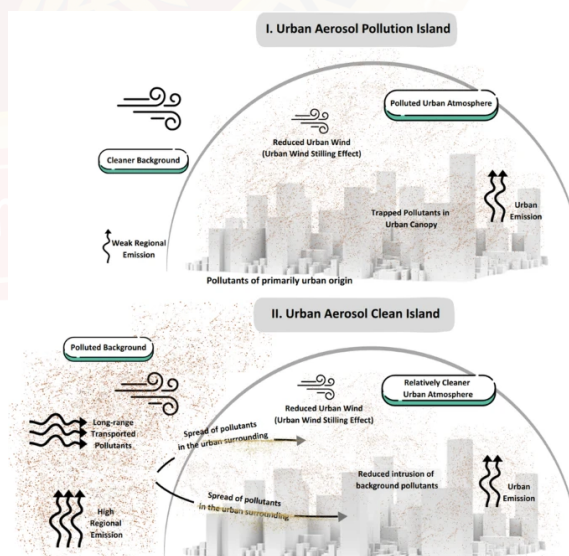 I. Urban Aerosol Pollution Island
Polluted Urban Atmosphere
Reduced Urban Wind
(Urban Wind Stilling Effect)
Cleaner Background
Trapped Pollutants in
Urban Canopy
Urban
Emission
Weak Regional
Emission
Pollutants of primarily urban origin
II. Urban Aerosol Clean Island
Polluted Background
Relatively Cleaner
Urban Atmosphere
Reduced Urban Wind
(Urban Wind Stilling Effect)
Long-range
Transported
Pollutants
Spread of pollutants
in the urban surrounding
Reduced intrusion of
background pollutants
Urban
Emission
High
Regional
Emission
Spread of pollutants
in the urban surrounding